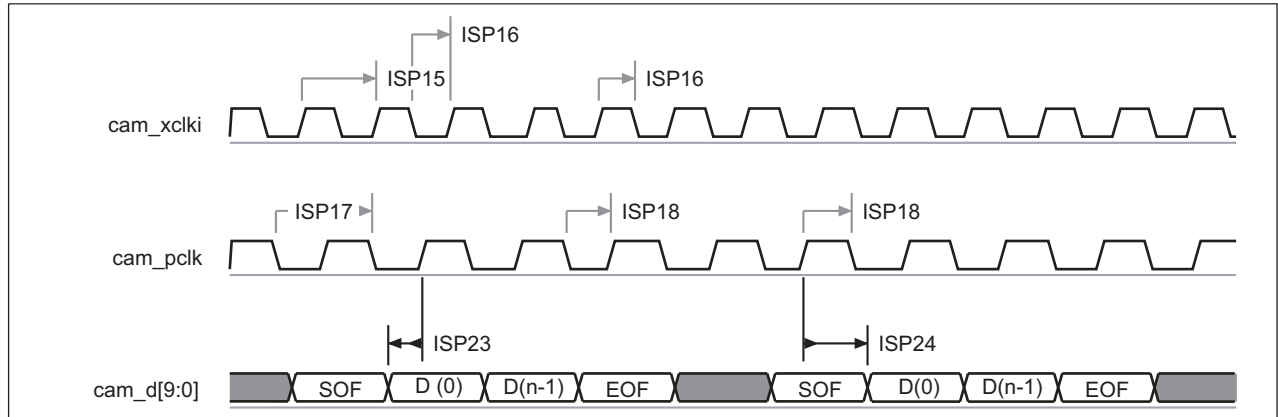 ISP16
ISP15
ISP16
cam_xclki
ISP17
ISP18
ISP18
cam_pclk
ISP23
ISP24
cam_d[9:0]
SOF
D (0)
D(n-1)
EOF
SOF
D(0)
D(n-1)
EOF